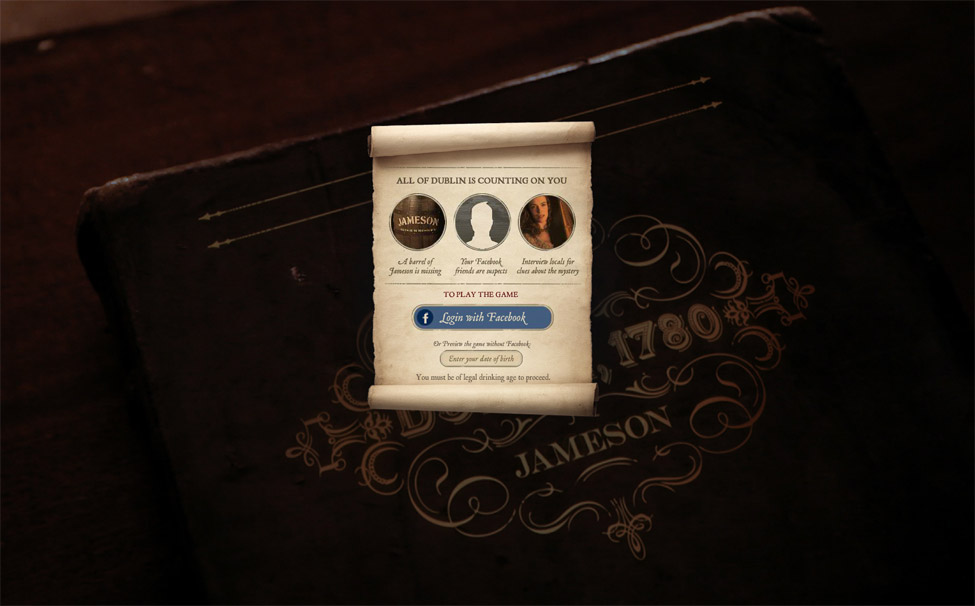 ALL OF DUBLIN IS COUNTING ON YOU
JAMESON
A barrel of
Jameson is missing
Your Facebook
friends are suspects
Interview locals for
clues about the mystery
TO PLAY THE GAME
f Login with Facebook
Or Preview the game without Facebook:
Enter your date of birth
You must be of legal drinking age to proceed.
1780
JAMESON